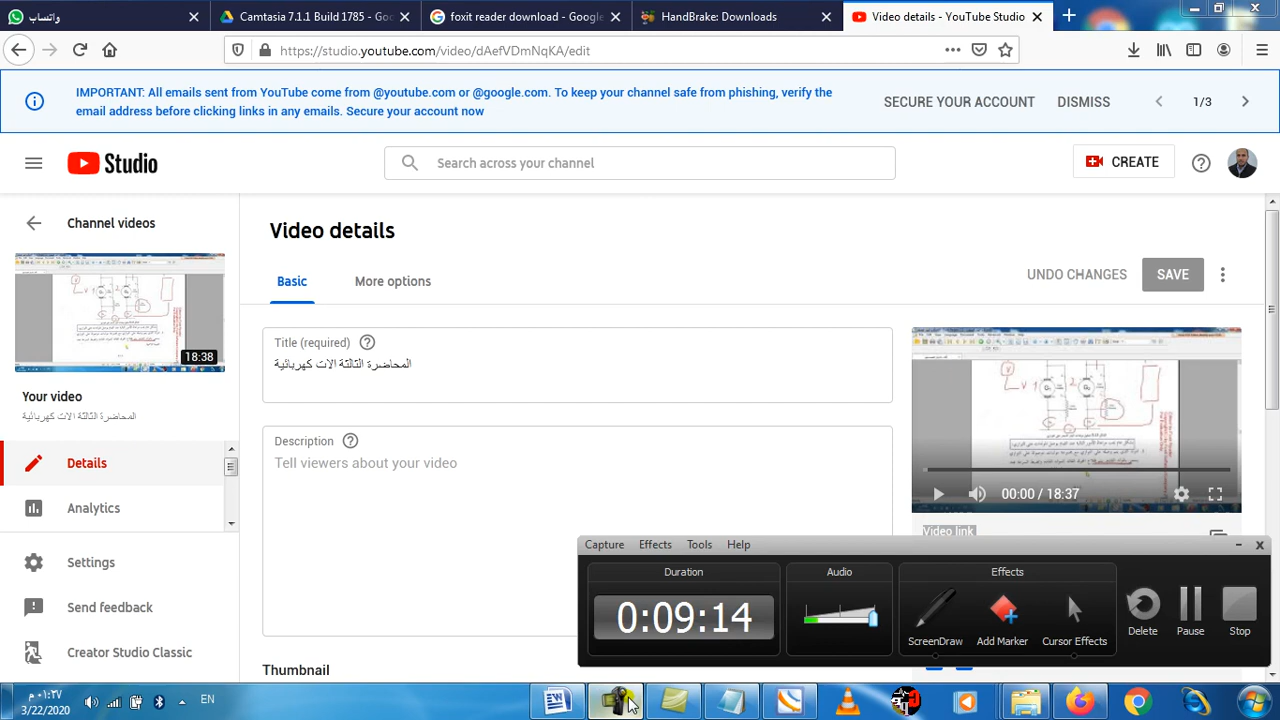 واتساب
Camtasia 7.1.1 Build 1785 - Goo
foxit reader download - Google
HandBrake: Downloads
Video details - YouTube Studio
https://studio.youtube.com/video/dAefVDmNqKA/edit
IMPORTANT: All emails sent from YouTube come from @youtube.com or @google.com. To keep your channel safe from phishing, verify the
email address before clicking links in any emails. Secure your account now
SECURE YOUR ACCOUNT
DISMISS
1/3
Studio
Search across your channel
CREATE
Channel videos
Video details
Basic
More options
UNDO CHANGES
SAVE
18:38
Title (required)
المحاضرة الثالثة الات كهربائية
Your video
المحاضرة الثالثة الات كهربائية
Description
Tell viewers about your video
Details
Analytics
00:00 / 18:37
Video link
Capture
Effects
Tools
Help
Duration
Audio
Effects
0:09:14
ScreenDraw
Add Marker
Cursor Effects
Delete
Pause
Stop
Settings
Send feedback
Creator Studio Classic
Thumbnail
٠١:٢٧ م
3/22/2020
EN